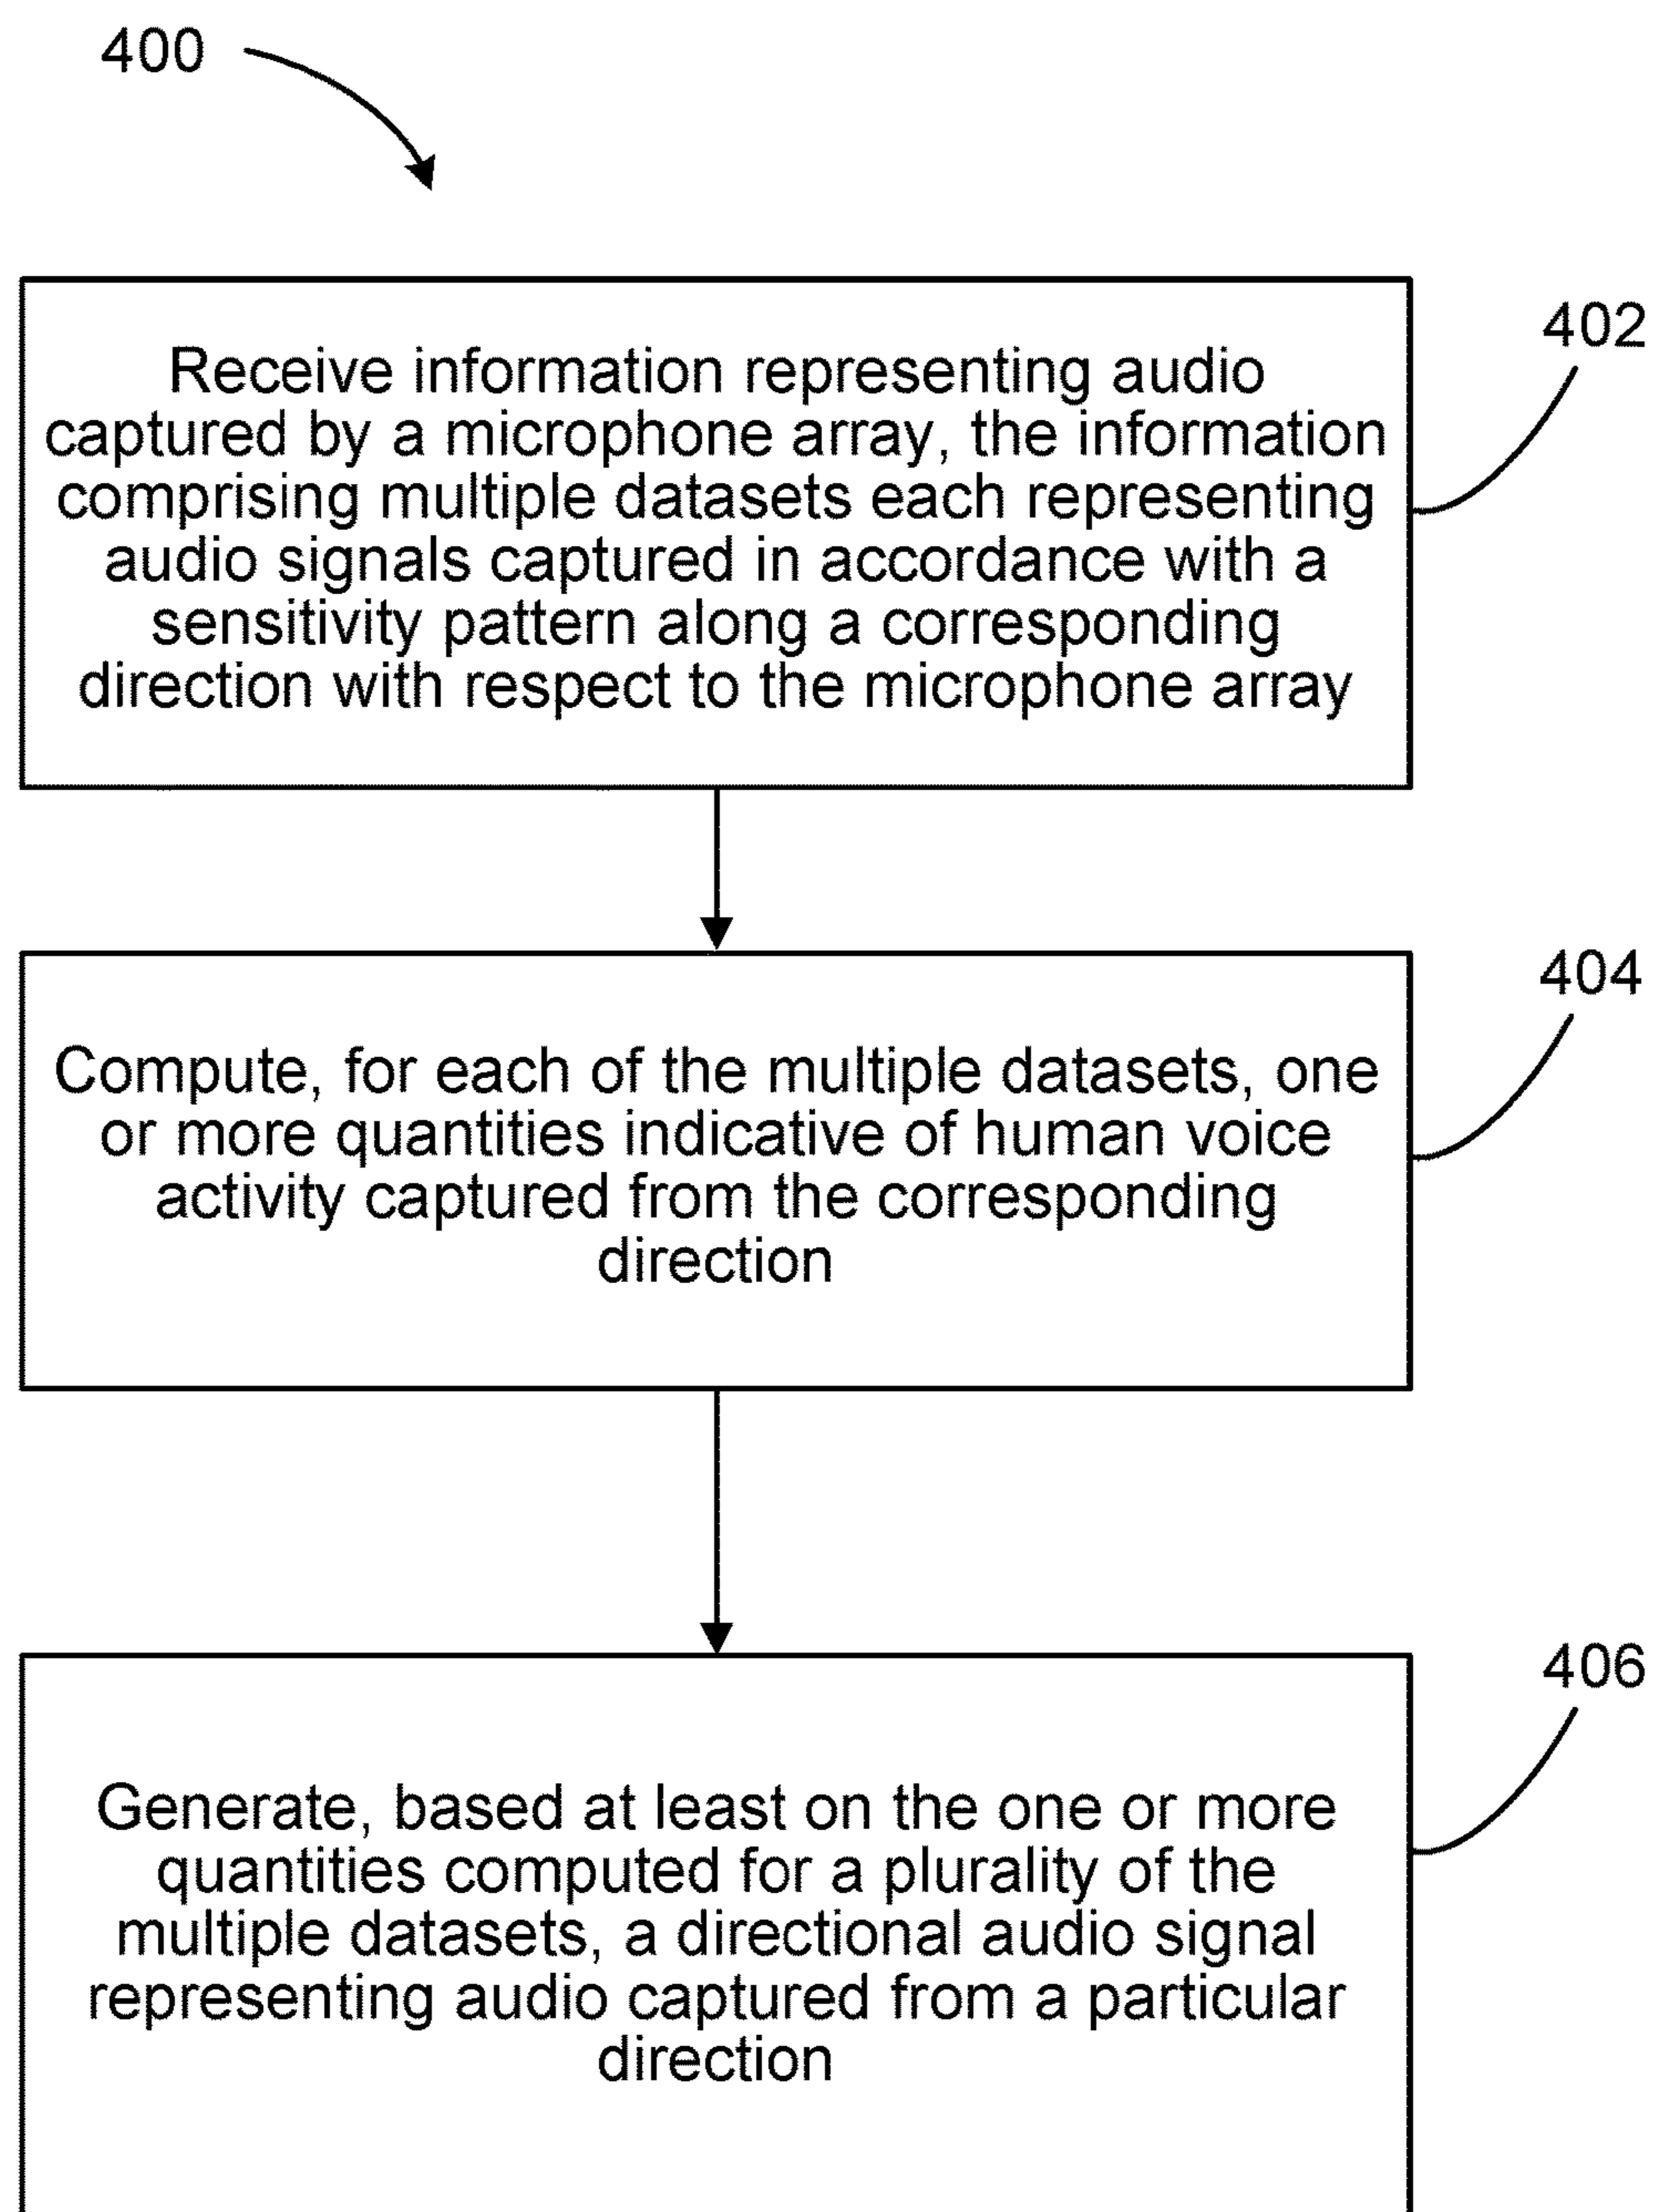 400
402
Receive information representing audio
captured by a microphone array, the information
comprising multiple datasets each representing
audio signals captured in accordance with a
sensitivity pattern along a corresponding
direction with respect to the microphone array
404
Compute, for each of the multiple datasets, one
or more quantities indicative of human voice
activity captured from the corresponding
direction
406
Generate, based at least on the one or more
quantities computed for a plurality of the
multiple datasets, a directional audio signal
representing audio captured from a particular
direction